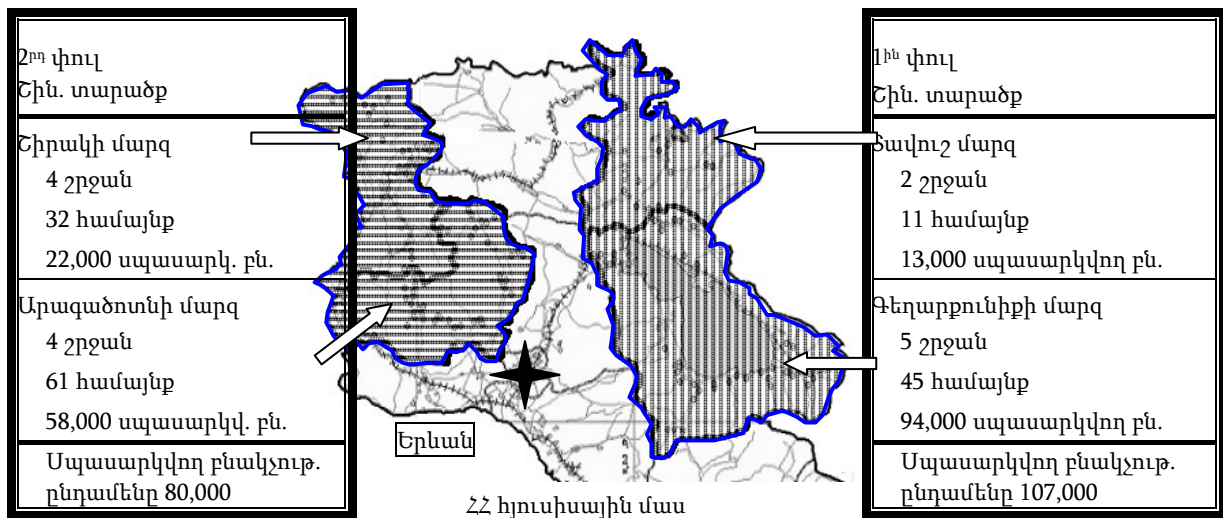 2րդ փուլ
Շին. տարածք
Շիրակի մարզ
4 շրջան
32 համայնք
22,000 սպասարկ. բն.
Արագածոտնի մարզ
4 շրջան
61 համայնք
58,000 սպասարկվ. բն.
Սպասարկվող բնակչութ.
ընդամենը 80,000
Երևան
ՀՀ հյուսիսային մաս
1ին փուլ
Շին. տարածք
Տավուշ մարզ
2 շրջան
11 համայնք
13,000 սպասարկվող բն.
Գեղարքունիքի մարզ
5 շրջան
45 համայնք
94,000 սպասարկվող բն.
Սպասարկվող բնակչութ.
ընդամենը 107,000